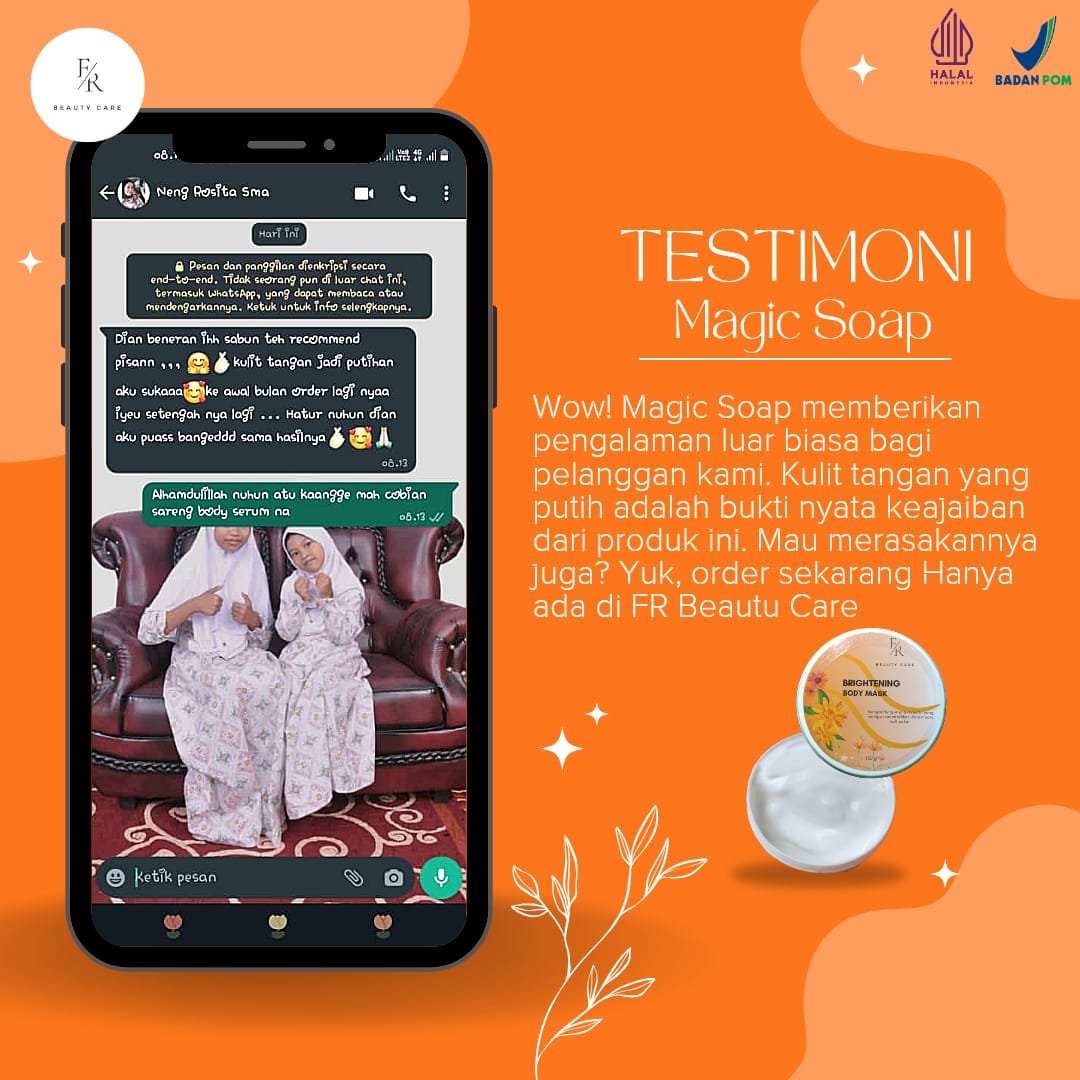 F/R
BEAUTY CARE
HALAL
INDONESIA
BADAN POM
08.1
Neng Rosita Sma
Hari ini
Pesan dan panggilan dienkripsi secara
end-to-end. Tidak seorang pun di luar chat ini,
termasuk WhatsApp, yang dapat membaca atau
mendengarkannya. Ketuk untuk info selengkapnya.
Dian beneran ihh sabun teh recommend
pisann ,,, 🤗🫰🏻kulit tangan jadi putihan
aku sukaaa🥰ke awal bulan order lagi nyaa
iyeu setengah nya lagi ... Hatur nuhun dian
aku puass bangeddd sama hasilnya🫰🏻🥰🙏🏻
08.13
Alhamdulillah nuhun atu kaangge mah cobian
sareng body serum na
08.13
Ketik pesan
TESTIMONI
Magic Soap
Wow! Magic Soap memberikan
pengalaman luar biasa bagi
pelanggan kami. Kulit tangan yang
putih adalah bukti nyata keajaiban
dari produk ini. Mau merasakannya
juga? Yuk, order sekarang Hanya
ada di FR Beautu Care
F/R
BEAUTY CARE
BRIGHTENING
BODY MASK